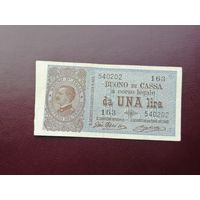 540202 163
BUONO DI CASSA
a corso legale
da UNA lira
163 540202